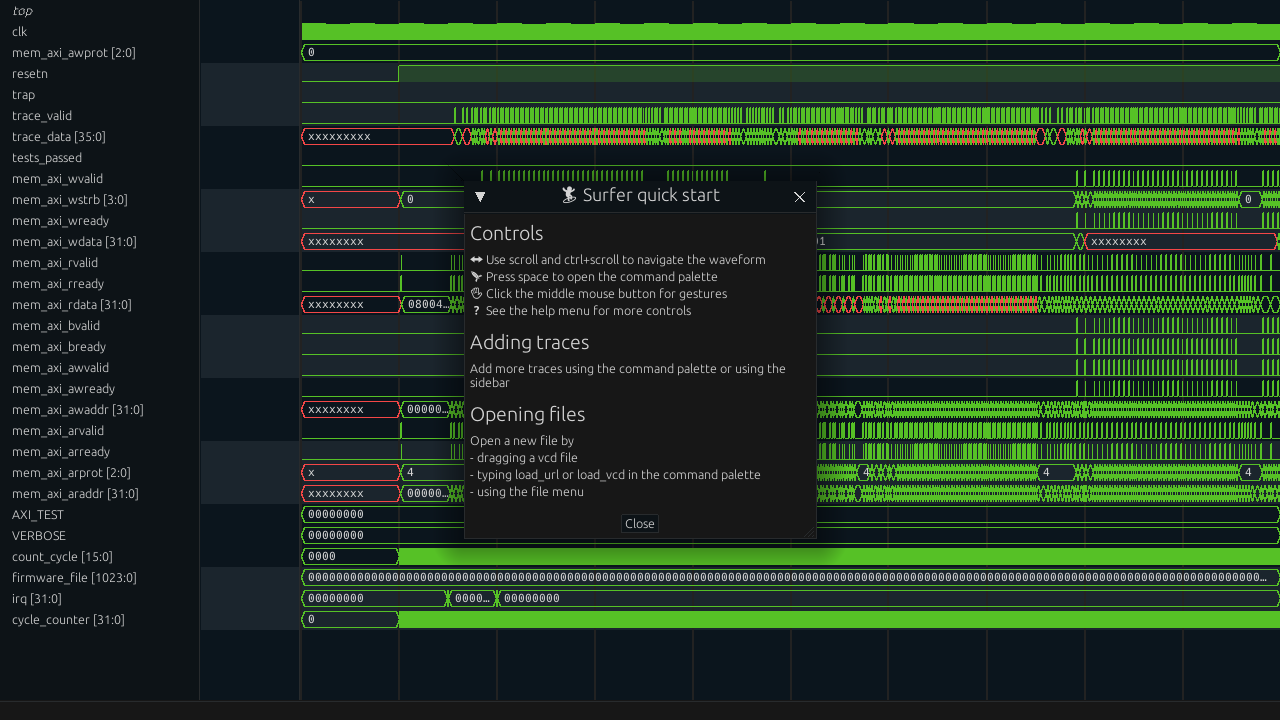 top
clk
mem_axi_awprot [2:0]
0
resetn
trap
trace_valid
trace_data [35:0]
xxxxxxxxx
tests_passed
mem_axi_wvalid
mem_axi_wstrb [3:0]
x
0
0
mem_axi_wready
mem_axi_wdata [31:0]
xxxxxxxx
xxxxxxxx
mem_axi_rvalid
mem_axi_rready
mem_axi_rdata [31:0]
xxxxxxxx
08004…
mem_axi_bvalid
mem_axi_bready
mem_axi_awvalid
mem_axi_awready
mem_axi_awaddr [31:0]
xxxxxxxx
00000…
mem_axi_arvalid
mem_axi_arready
mem_axi_arprot [2:0]
x
4
4
4
4
mem_axi_araddr [31:0]
xxxxxxxx
00000…
AXI_TEST
00000000
VERBOSE
00000000
count_cycle [15:0]
0000
firmware_file [1023:0]
irq [31:0]
00000000
0000…
00000000
cycle_counter [31:0]
0
Surfer quick start
Controls
Use scroll and ctrl+scroll to navigate the waveform
Press space to open the command palette
Click the middle mouse button for gestures
? See the help menu for more controls
Adding traces
Add more traces using the command palette or using the
sidebar
Opening files
Open a new file by
- dragging a vcd file
- typing load_url or load_vcd in the command palette
- using the file menu
Close